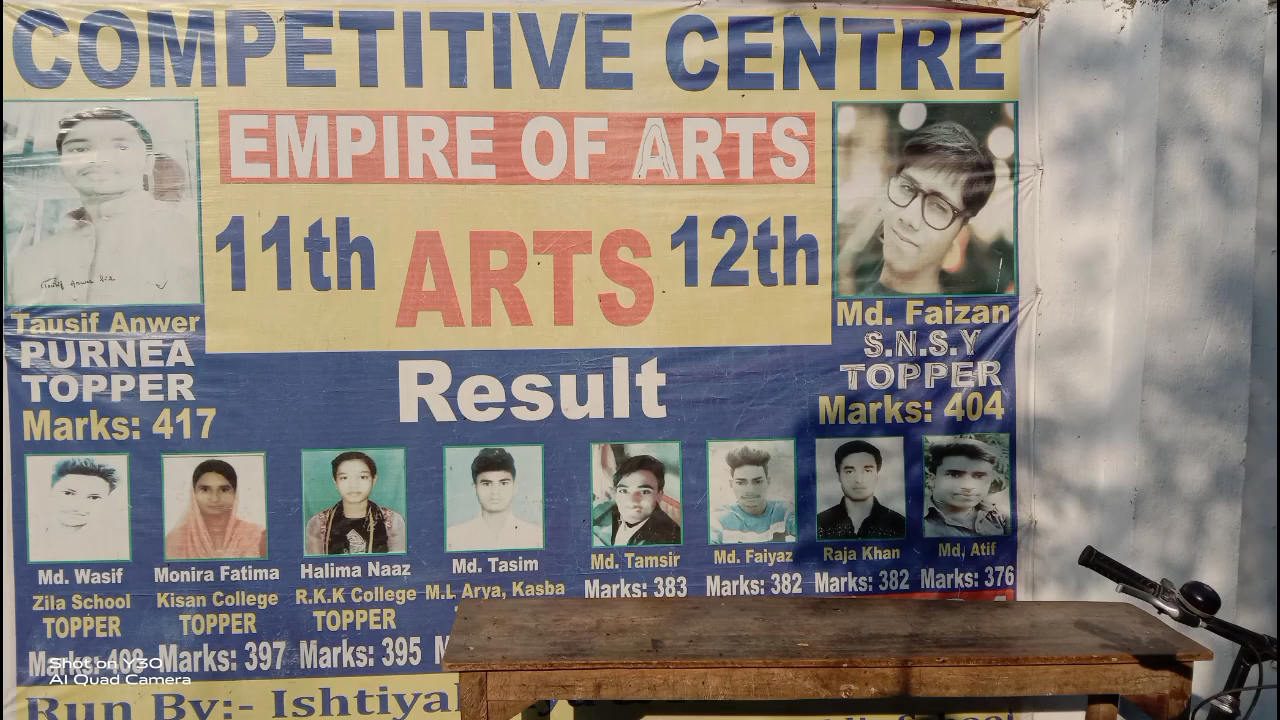 COMPETITIVE CENTRE
EMPIRE OF ARTS
11th ARTS 12th
Tausif Anwer
PURNEA
TOPPER
Marks: 417
Md. Faizan
S.N.S.Y
TOPPER
Marks: 404
Result
Md. Wasif
Zila School
TOPPER
Marks:
Monira Fatima
Kisan College
TOPPER
Marks: 397
Halima Naaz
R.K.K College
TOPPER
Marks: 395
Md. Tasim
M.L Arya, Kasba
Md. Tamsir
Marks: 383
Md. Faiyaz
Marks: 382
Raja Khan
Marks: 382
Md. Atif
Marks: 376
Run By:-
Shot on Y30
AI Quad Camera